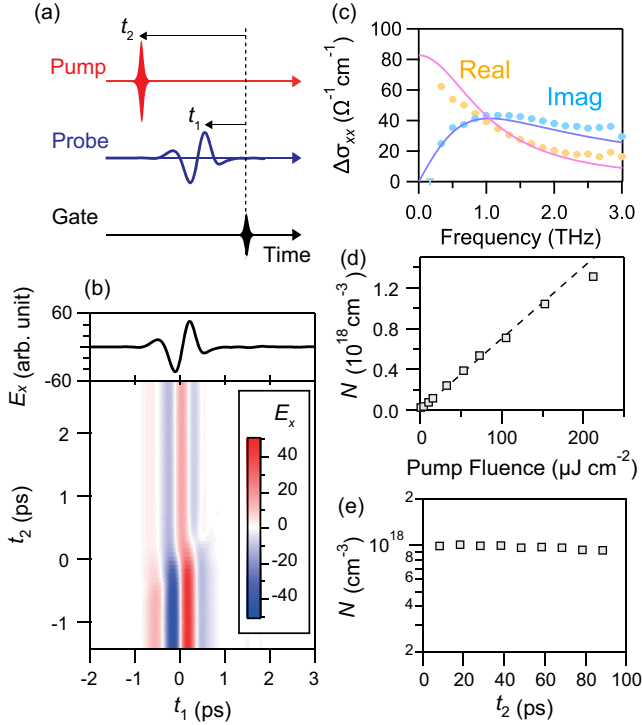 (a)
t₂
Pump
t₁
Probe
Gate
Time
(b)
60
-60
Eₓ (arb. unit)
Eₓ
40
20
0
-20
-40
2
1
0
-1
t₂ (ps)
-2
-1
0
1
2
3
t₁ (ps)
(c)
Real
Imag
100
80
60
40
20
0
Δσₓₓ (Ω⁻¹ cm⁻¹)
0.0
1.0
2.0
3.0
Frequency (THz)
(d)
1.2
0.8
0.4
0.0
N (10¹⁸ cm⁻³)
0
100
200
Pump Fluence (µJ cm⁻²)
(e)
2
10¹⁸
8
6
4
2
N (cm⁻³)
0
20
40
60
80
100
t₂ (ps)